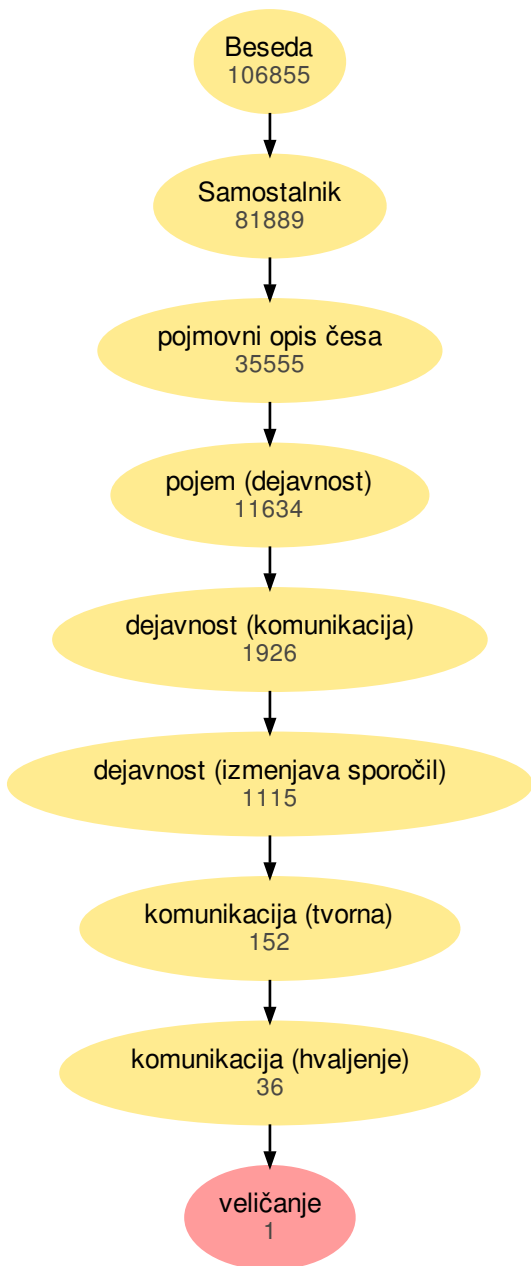 Beseda
106855
Samostalnik
81889
pojmovni opis česa
35555
pojem (dejavnost)
11634
dejavnost (komunikacija)
1926
dejavnost (izmenjava sporočil)
1115
komunikacija (tvorna)
152
komunikacija (hvaljenje)
36
veličanje
1